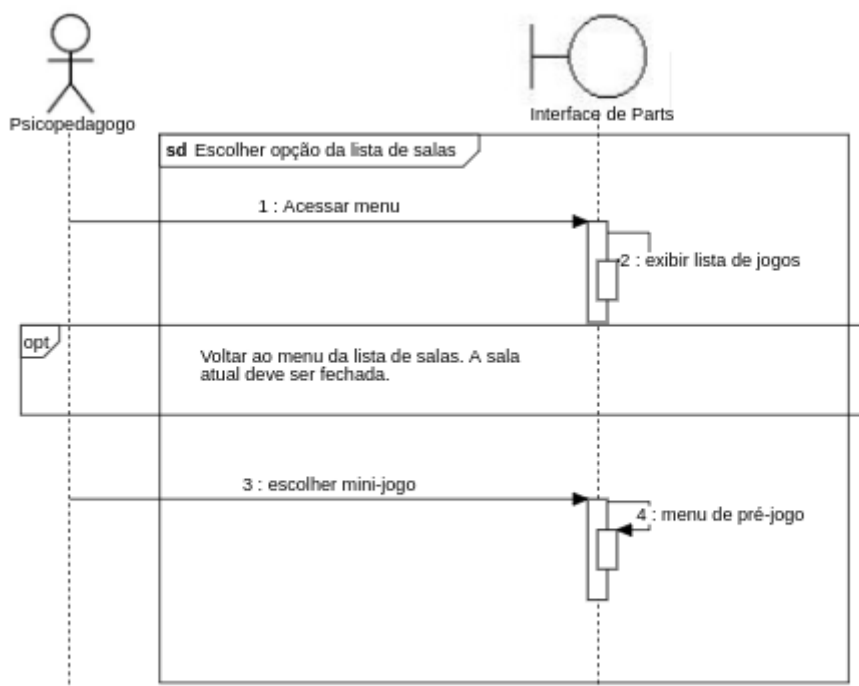 Psicopedagogo
Interface de Parts
sd Escolher opção da lista de salas
1 : Acessar menu
2 : exibir lista de jogos
opt
Voltar ao menu da lista de salas. A sala
atual deve ser fechada.
3 : escolher mini-jogo
4 : menu de pré-jogo